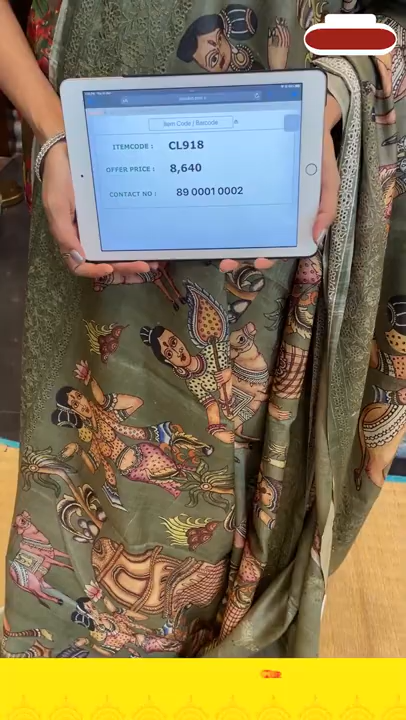 Item Code / Barcode
ITEMCODE : CL918
OFFER PRICE : 8,640
CONTACT NO : 89 0001 0002